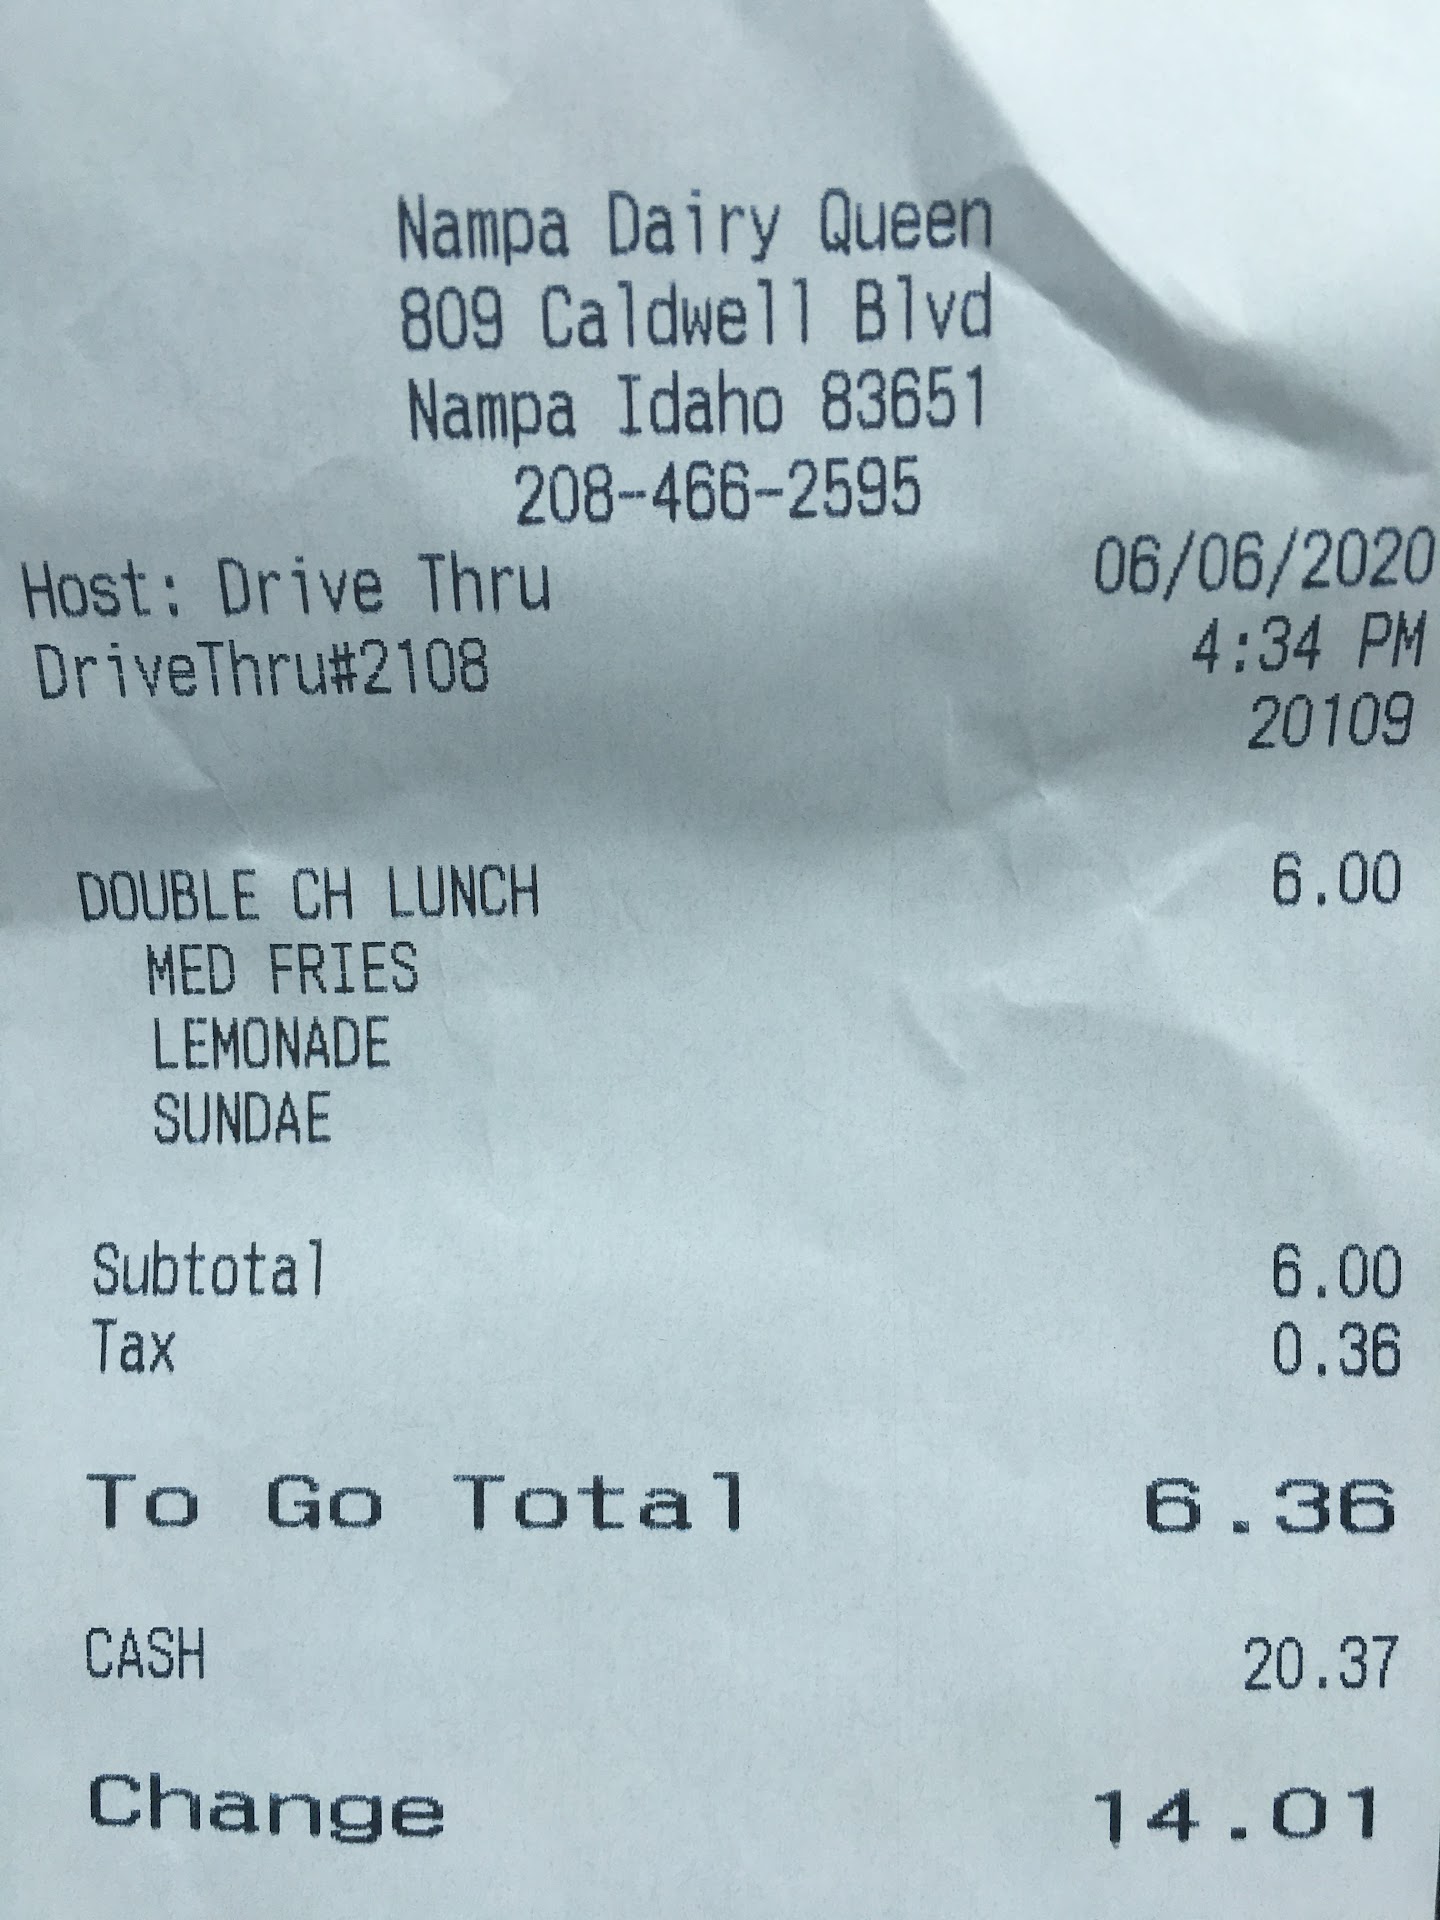 Nampa Dairy Queen
809 Caldwell Blvd
Nampa Idaho 83651
208-466-2595
Host: Drive Thru 06/06/2020
DriveThru#2108 4:34 PM
20109
DOUBLE CH LUNCH 6.00
MED FRIES
LEMONADE
SUNDAE
Subtotal 6.00
Tax 0.36
To Go Total 6.36
CASH 20.37
Change 14.01